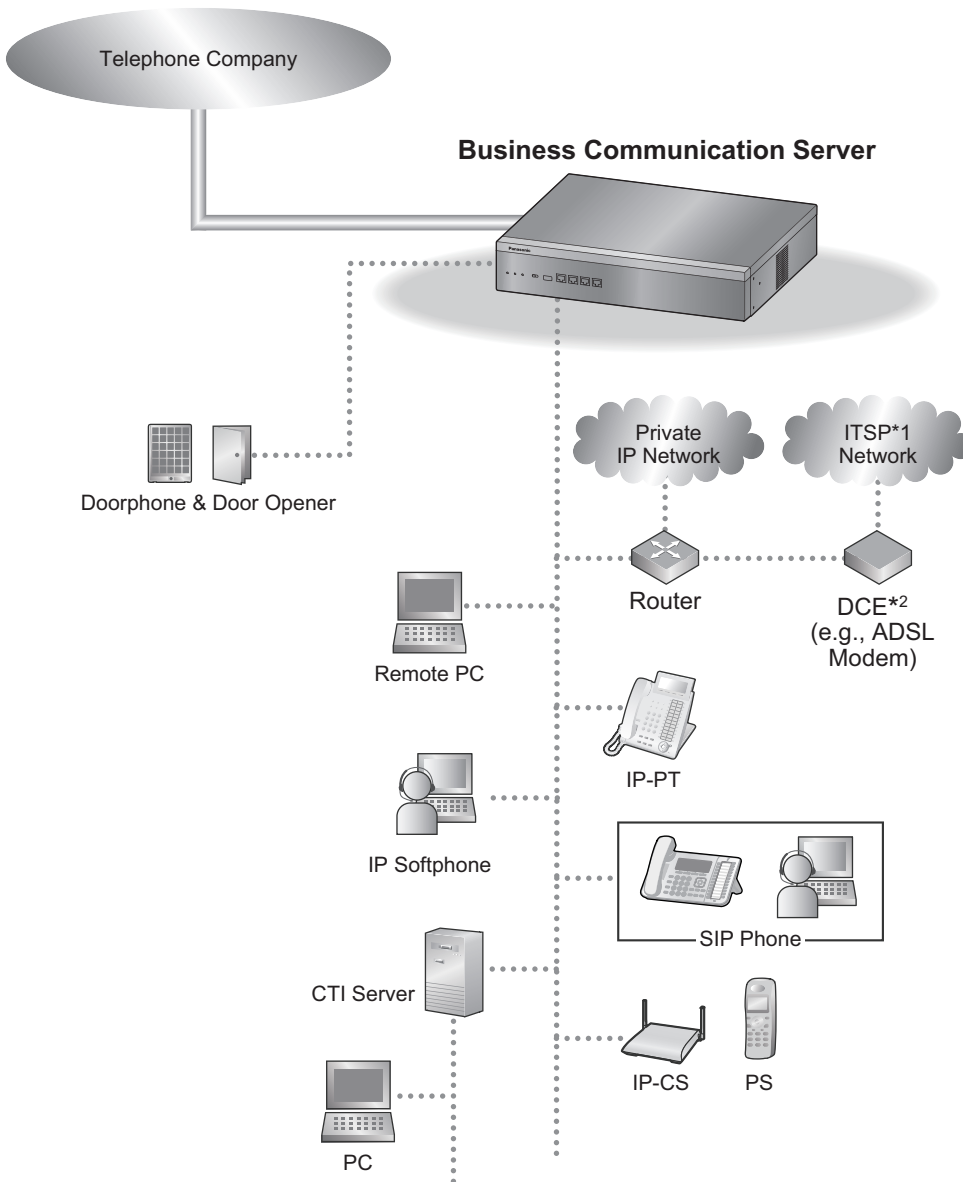 Telephone Company
Business Communication Server
Panasonic
Private
IP Network
ITSP*1
Network
Doorphone & Door Opener
Router
DCE*2
(e.g., ADSL
Modem)
Remote PC
IP-PT
IP Softphone
SIP Phone
CTI Server
IP-CS
PS
PC